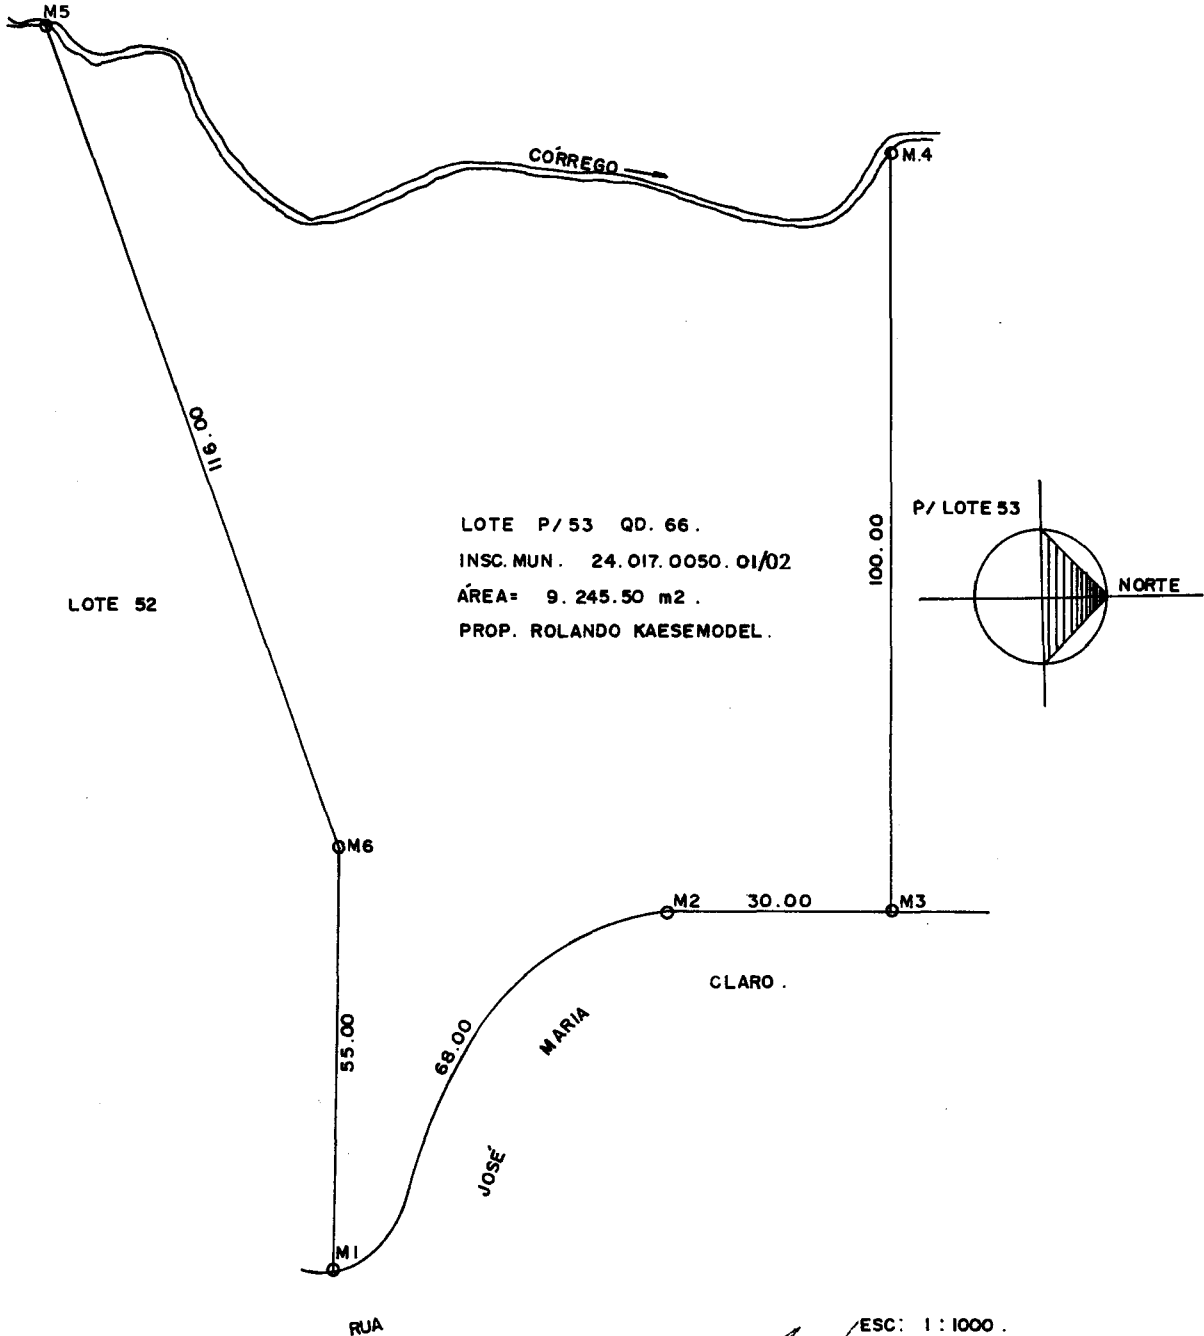 M5
CÓRREGO
M.4
116.00
LOTE P/53 QD. 66.
INSC. MUN. 24.017.0050.01/02
ÁREA= 9.245.50 m2.
PROP. ROLANDO KAESEMODEL.
100.00
P/LOTE 53
NORTE
LOTE 52
M6
M2
30.00
M3
CLARO.
MARIA
68.00
55.00
JOSÉ
M1
RUA
ESC: 1:1000.